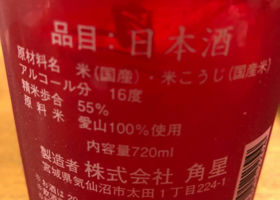 品目：日本酒
原材料名 米(国産)・米こうじ(国産米)
アルコール分 16度
精米歩合 55%
原料米 愛山100%使用
内容量720ml
製造者 株式会社 角星
宮城県気仙沼市太田1丁目224-1